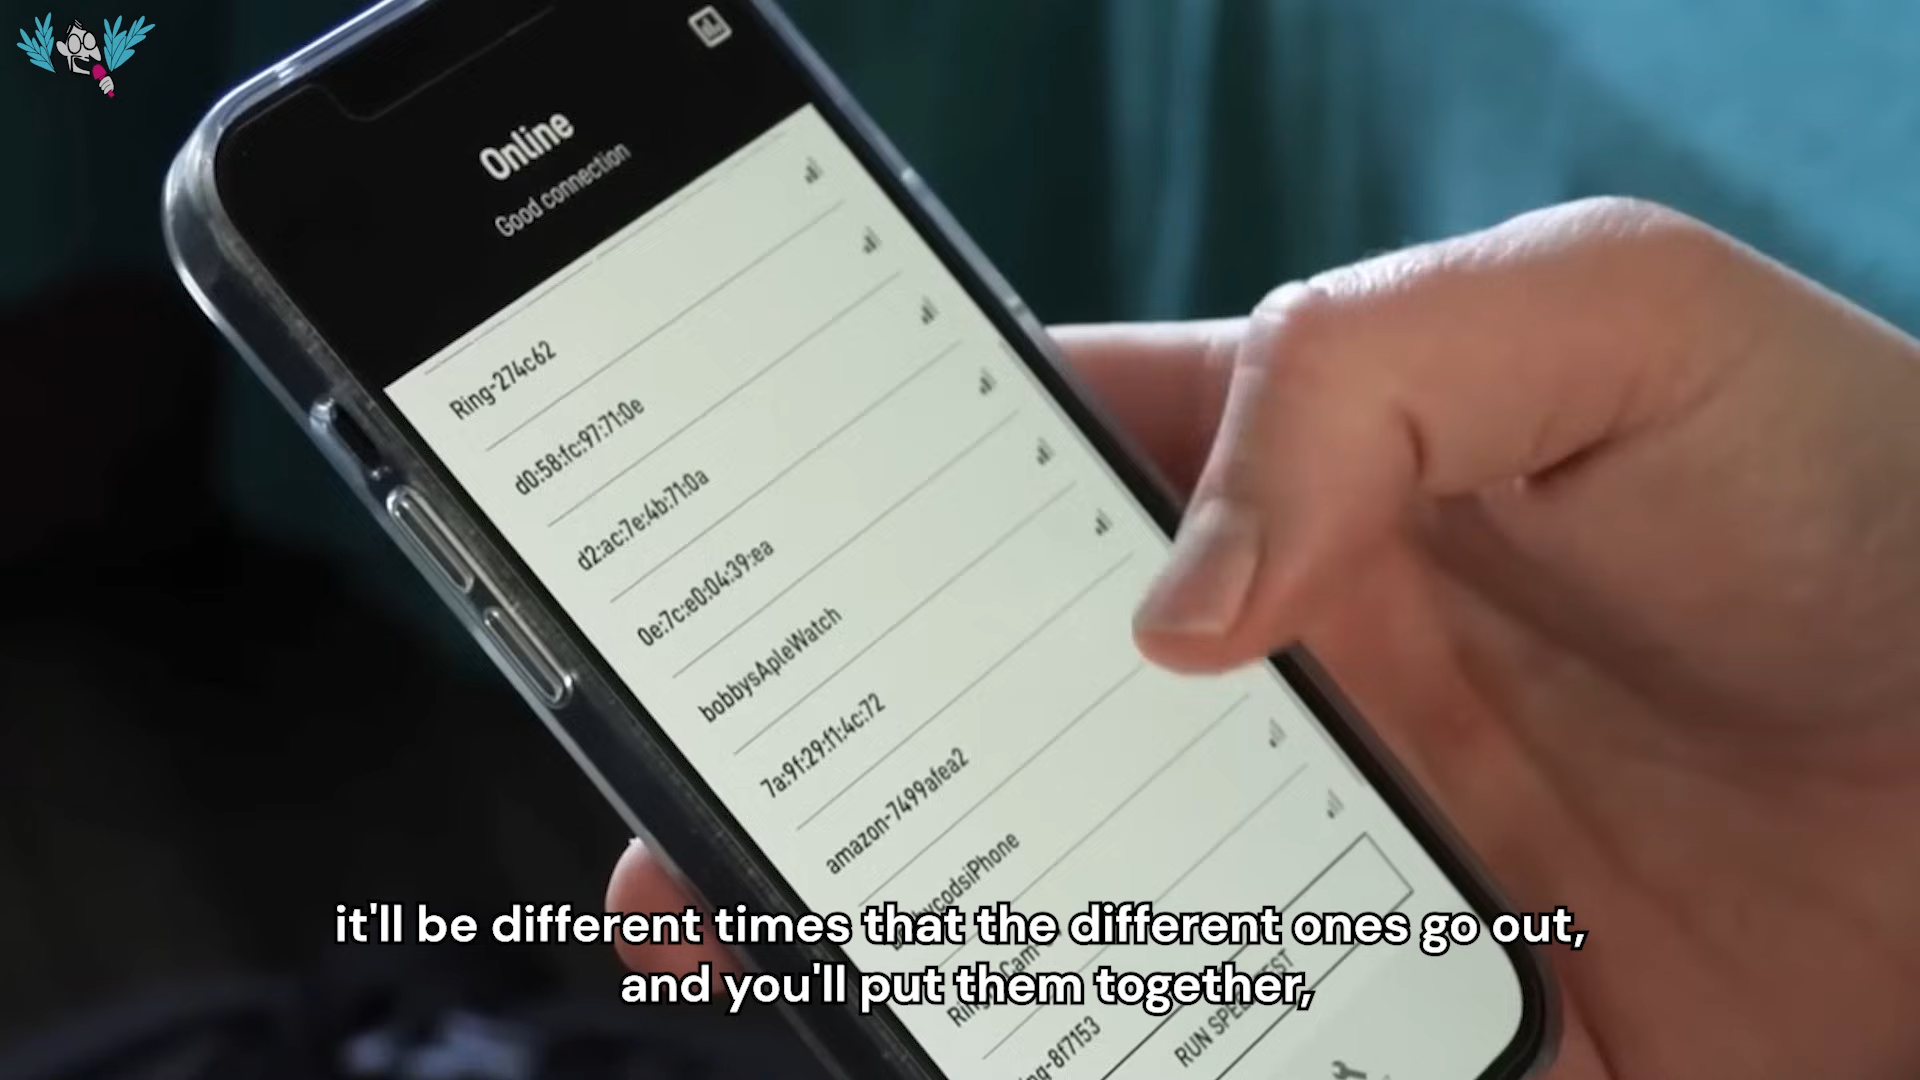 Online
Good connection
Ring-274c62
d0:58:fc:97:71:0e
d2:ac:7e:4b:71:0a
0e:7c:e0:04:39:ea
bobbysApleWatch
7a:9f:29:f1:4c:72
amazon-7499afea2
it'll be different times that the different ones go out,
and you'll put them together,